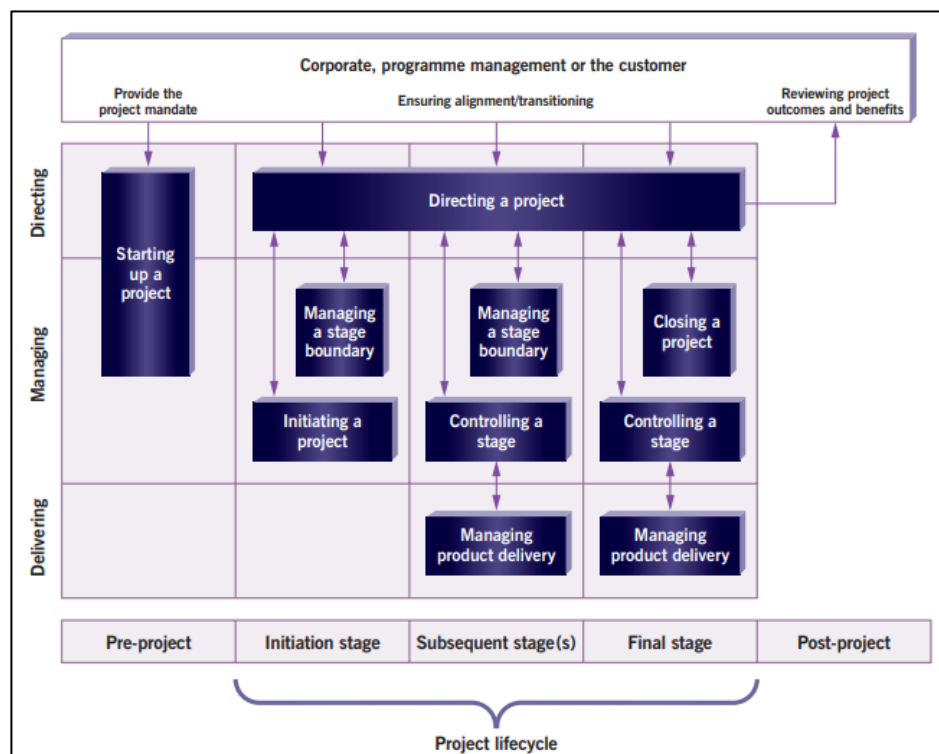 Corporate, programme management or the customer
Provide the
project mandate
Ensuring alignment/transitioning
Reviewing project
outcomes and benefits
Directing
Directing a project
Starting
up a
project
Managing
Managing
a stage
boundary
Managing
a stage
boundary
Closing a
project
Initiating a
project
Controlling a
stage
Controlling a
stage
Delivering
Managing
product delivery
Managing
product delivery
Pre-project
Initiation stage
Subsequent stage(s)
Final stage
Post-project
Project lifecycle